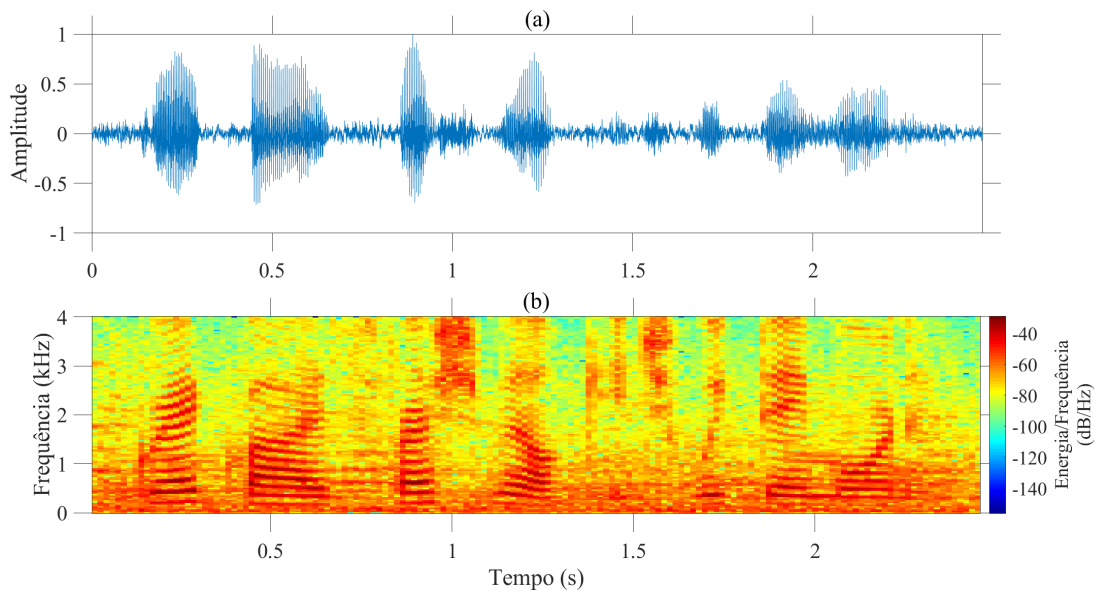 (a)
1
0.5
0
-0.5
-1
Amplitude
0 0.5 1 1.5 2
(b)
4
3
2
1
0
Frequência (kHz)
0.5 1 1.5 2
Tempo (s)
-40
-60
-80
-100
-120
-140
Energia/Frequência
(dB/Hz)